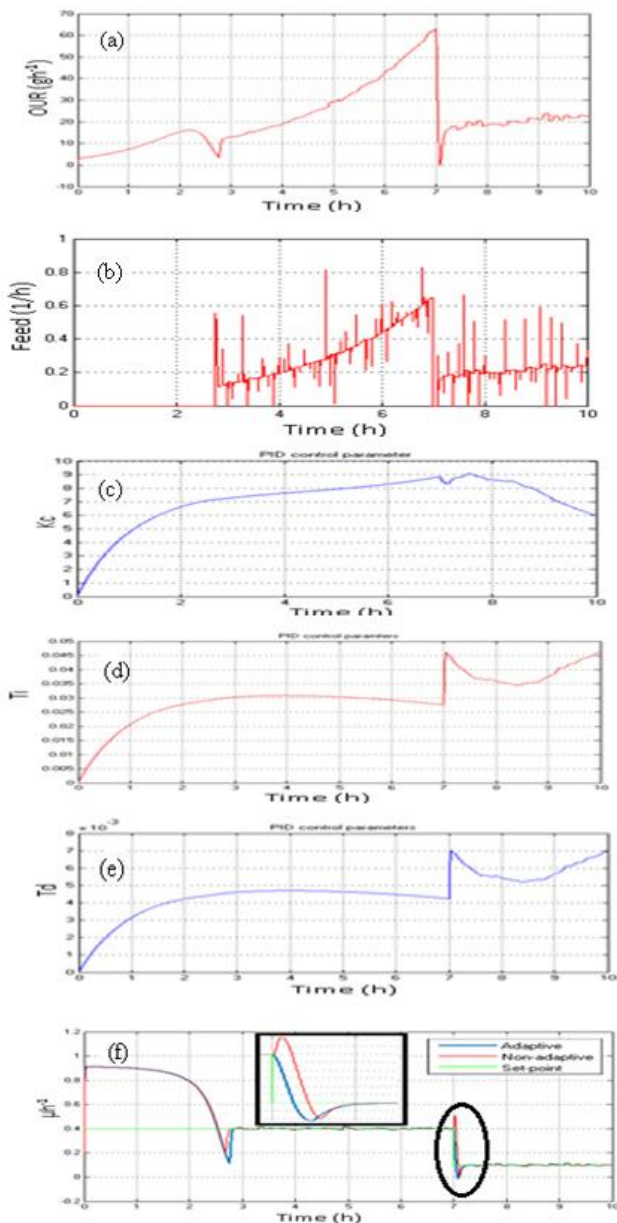 (a)
OUR (gh⁻¹)
70
60
50
40
30
20
10
0
-10
0 1 2 3 4 5 6 7 8 9 10
Time (h)
(b)
Feed (1/h)
1
0.8
0.6
0.4
0.2
0
0 2 4 6 8 10
Time (h)
PID control parameter
(c)
Kc
10
9
8
7
6
5
4
3
2
1
0
0 2 4 6 8 10
Time (h)
PID control parameters
(d)
Ti
0.05
0.045
0.04
0.035
0.03
0.025
0.02
0.015
0.01
0.005
0
0 1 2 3 4 5 6 7 8 9 10
Time (h)
PID control parameters
× 10⁻³
(e)
Td
8
7
6
5
4
3
2
1
0
0 1 2 3 4 5 6 7 8 9 10
Time (h)
(f)
µh⁻¹
1.2
1
0.8
0.6
0.4
0.2
0
-0.2
Adaptive
Non-adaptive
Set-point
0 1 2 3 4 5 6 7 8 9 10
Time (h)